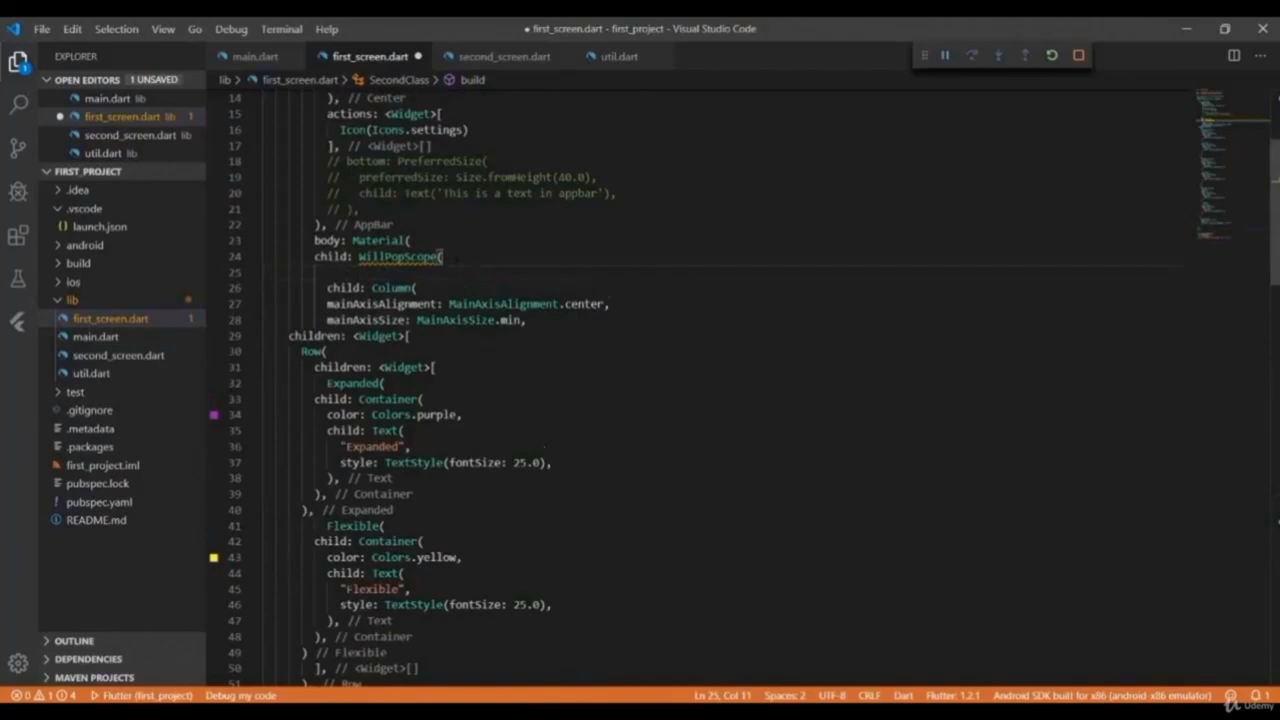 File Edit Selection View Go Debug Terminal Help
● first_screen.dart - first_project - Visual Studio Code
EXPLORER
main.dart
first_screen.dart
second_screen.dart
util.dart
OPEN EDITORS 1 UNSAVED
main.dart lib
first_screen.dart lib 1
second_screen.dart lib
util.dart lib
FIRST_PROJECT
.idea
.vscode
launch.json
android
build
ios
lib
first_screen.dart 1
main.dart
second_screen.dart
util.dart
test
.gitignore
.metadata
.packages
first_project.iml
pubspec.lock
pubspec.yaml
README.md
OUTLINE
DEPENDENCIES
MAVEN PROJECTS
lib > first_screen.dart > SecondClass > build
14 ), // Center
15 actions: <Widget>[
16 Icon(Icons.settings)
17 ], // <Widget>[]
18 // bottom: PreferredSize(
19 // preferredSize: Size.fromHeight(40.0),
20 // child: Text('This is a text in appbar'),
21 // ),
22 ), // AppBar
23 body: Material(
24 child: WillPopScope(
25
26 child: Column(
27 mainAxisAlignment: MainAxisAlignment.center,
28 mainAxisSize: MainAxisSize.min,
29 children: <Widget>[
30 Row(
31 children: <Widget>[
32 Expanded(
33 child: Container(
34 color: Colors.purple,
35 child: Text(
36 "Expanded",
37 style: TextStyle(fontSize: 25.0),
38 ), // Text
39 ), // Container
40 ), // Expanded
41 Flexible(
42 child: Container(
43 color: Colors.yellow,
44 child: Text(
45 "Flexible",
46 style: TextStyle(fontSize: 25.0),
47 ), // Text
48 ), // Container
49 ) // Flexible
50 ], // <Widget>[]
51 ), // Row
0 1 4 Flutter (first_project) Debug my code
Ln 25, Col 11 Spaces: 2 UTF-8 CRLF Dart Flutter: 1.2.1 Android SDK built for x86 (android-x86 emulator) 1
Udemy